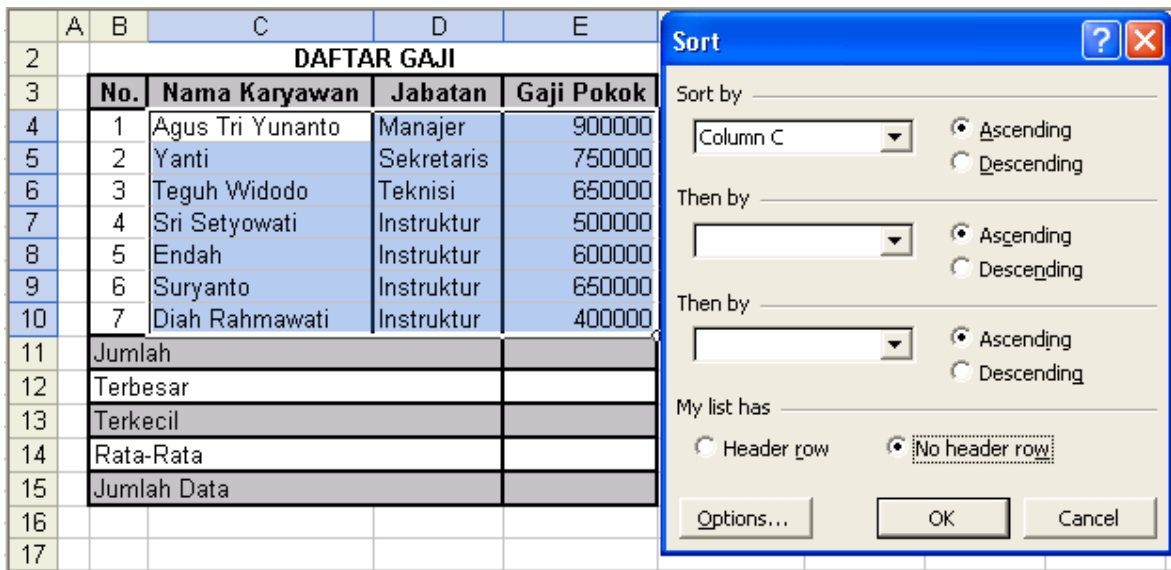 A B C D E
2 DAFTAR GAJI
3 No. Nama Karyawan Jabatan Gaji Pokok
4 1 Agus Tri Yunanto Manajer 900000
5 2 Yanti Sekretaris 750000
6 3 Teguh Widodo Teknisi 650000
7 4 Sri Setyowati Instruktur 500000
8 5 Endah Instruktur 600000
9 6 Suryanto Instruktur 650000
10 7 Diah Rahmawati Instruktur 400000
11 Jumlah
12 Terbesar
13 Terkecil
14 Rata-Rata
15 Jumlah Data
16
17
Sort ?
Sort by
Column C Ascending
Descending
Then by
Ascending
Descending
Then by
Ascending
Descending
My list has
Header row No header row
Options... OK Cancel